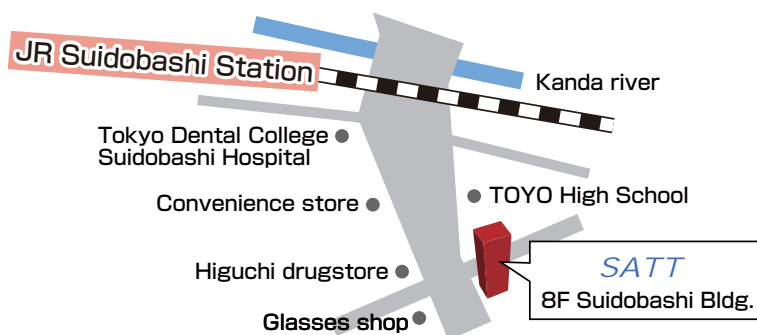 JR Suidobashi Station
Kanda river
Tokyo Dental College
Suidobashi Hospital
TOYO High School
Convenience store
SATT
8F Suidobashi Bldg.
Higuchi drugstore
Glasses shop